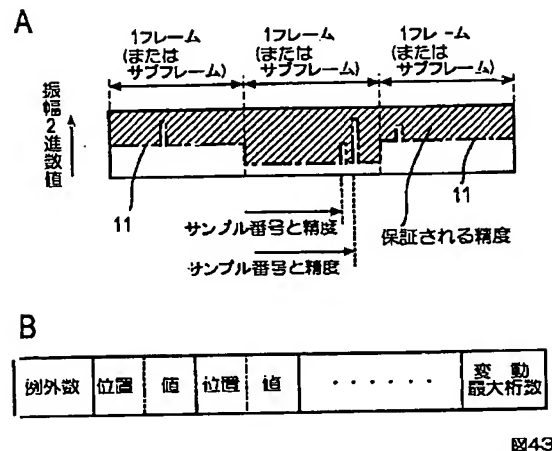 A
1フレーム
(または
サブフレーム)
1フレーム
(または
サブフレーム)
1フレーム
(または
サブフレーム)
振幅2進数値
11
11
サンプル番号と精度
サンプル番号と精度
保証される精度
B
例外数 位置 値 位置 値 ・・・・・・ 変動
最大桁数
図43